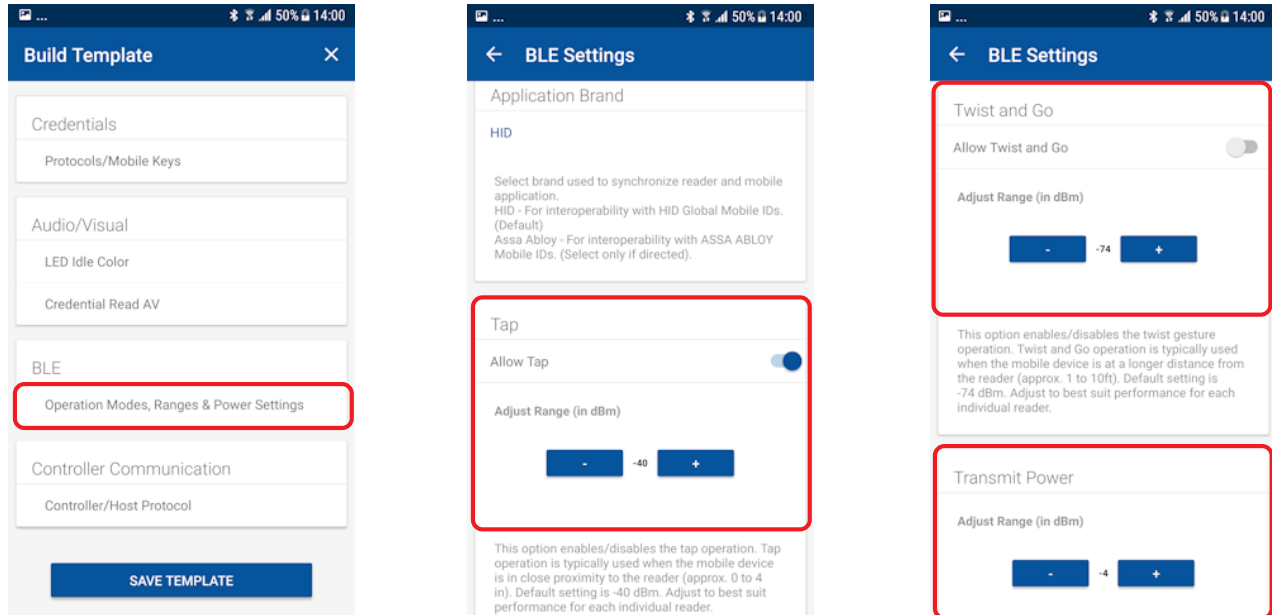 ... 50% 14:00
Build Template ×
Credentials
Protocols/Mobile Keys
Audio/Visual
LED Idle Color
Credential Read AV
BLE
Operation Modes, Ranges & Power Settings
Controller Communication
Controller/Host Protocol
SAVE TEMPLATE
... 50% 14:00
BLE Settings
Application Brand
HID
Select brand used to synchronize reader and mobile
application.
HID - For interoperability with HID Global Mobile IDs.
(Default)
Assa Abloy - For interoperability with ASSA ABLOY
Mobile IDs. (Select only if directed).
Tap
Allow Tap
Adjust Range (in dBm)
- -40 +
This option enables/disables the tap operation. Tap
operation is typically used when the mobile device
is in close proximity to the reader (approx. 0 to 4
in). Default setting is -40 dBm. Adjust to best suit
performance for each individual reader.
... 50% 14:00
BLE Settings
Twist and Go
Allow Twist and Go
Adjust Range (in dBm)
- -74 +
This option enables/disables the twist gesture
operation. Twist and Go operation is typically used
when the mobile device is at a longer distance from
the reader (approx. 1 to 10ft). Default setting is
-74 dBm. Adjust to best suit performance for each
individual reader.
Transmit Power
Adjust Range (in dBm)
- -4 +